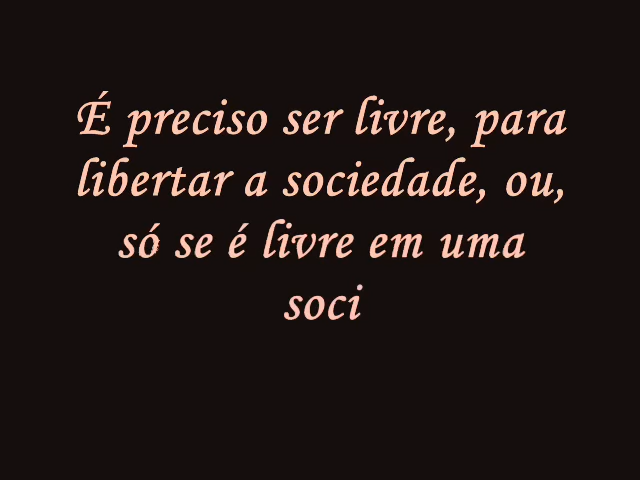 É preciso ser livre, para
libertar a sociedade, ou,
só se é livre em uma
soci